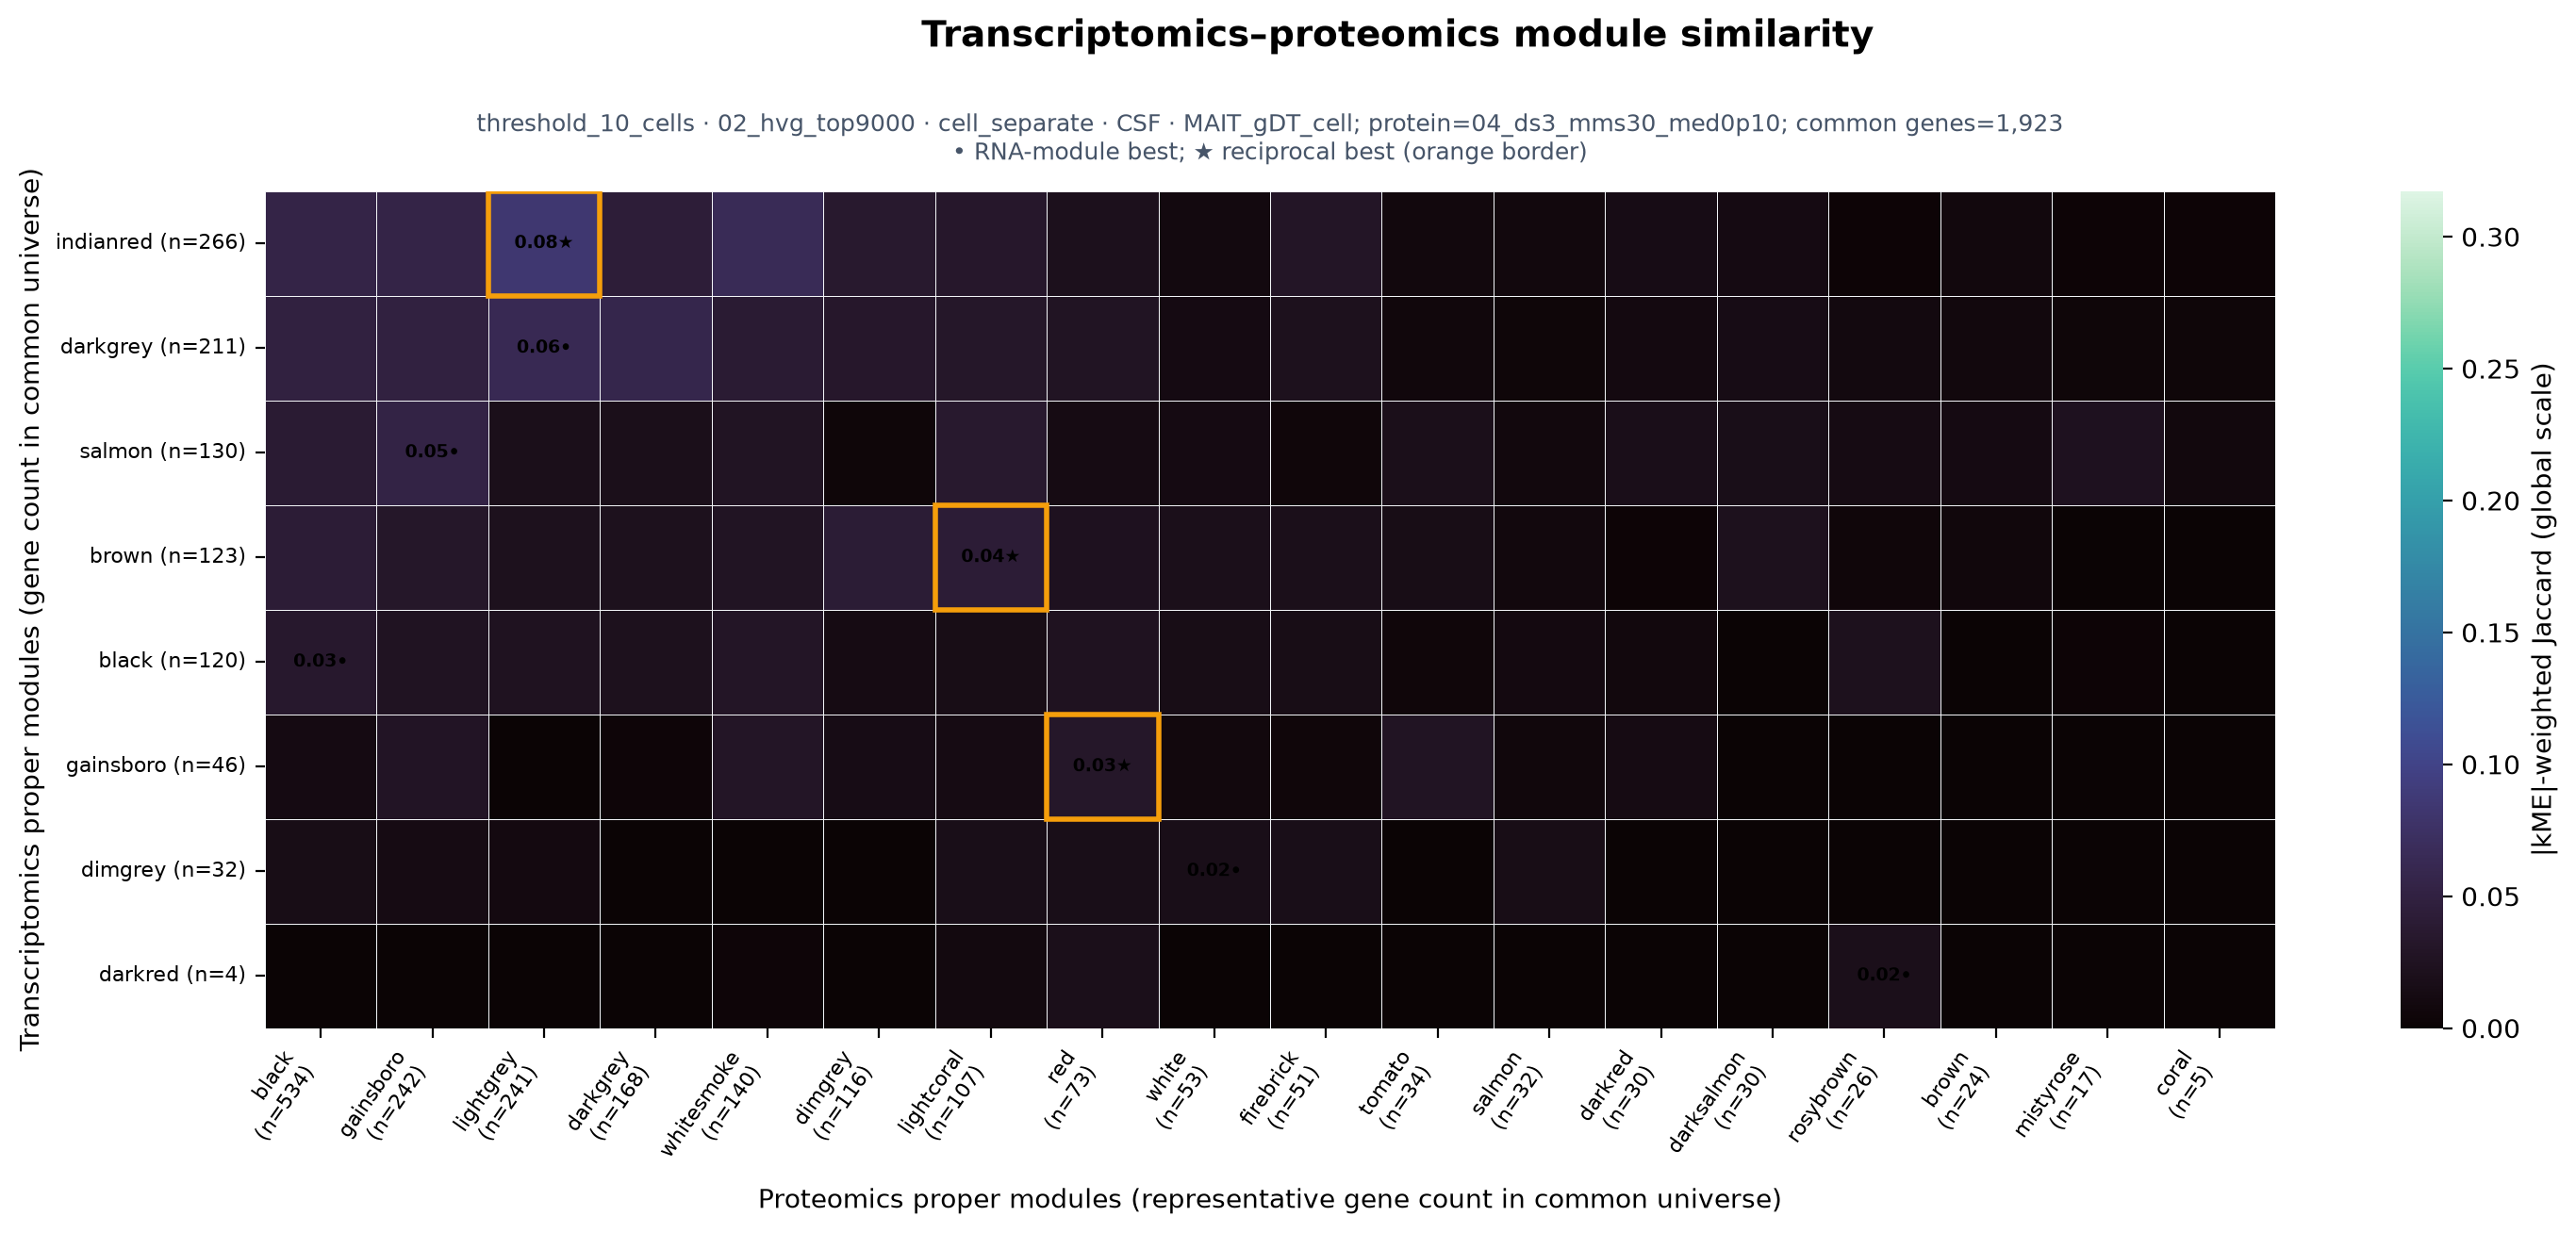 Transcriptomics–proteomics module similarity
threshold_10_cells · 02_hvg_top9000 · cell_separate · CSF · MAIT_gDT_cell; protein=04_ds3_mms30_med0p10; common genes=1,923
• RNA-module best; ★ reciprocal best (orange border)
Transcriptomics proper modules (gene count in common universe)
indianred (n=266)
0.08★
darkgrey (n=211)
0.06•
salmon (n=130)
0.05•
brown (n=123)
0.04★
black (n=120)
0.03•
gainsboro (n=46)
0.03★
dimgrey (n=32)
0.02•
darkred (n=4)
0.02•
black
(n=534)
gainsboro
(n=242)
lightgrey
(n=241)
darkgrey
(n=168)
whitesmoke
(n=140)
dimgrey
(n=116)
lightcoral
(n=107)
red
(n=73)
white
(n=53)
firebrick
(n=51)
tomato
(n=34)
salmon
(n=32)
darkred
(n=30)
darksalmon
(n=30)
rosybrown
(n=26)
brown
(n=24)
mistyrose
(n=17)
coral
(n=5)
Proteomics proper modules (representative gene count in common universe)
0.30
0.25
0.20
0.15
0.10
0.05
0.00
|kME|-weighted Jaccard (global scale)